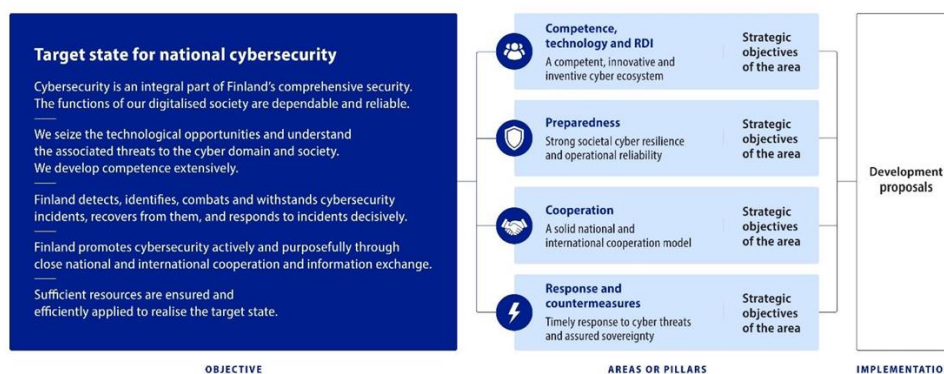 Target state for national cybersecurity
Cybersecurity is an integral part of Finland's comprehensive security.
The functions of our digitalised society are dependable and reliable.
We seize the technological opportunities and understand
the associated threats to the cyber domain and society.
We develop competence extensively.
Finland detects, identifies, combats and withstands cybersecurity
incidents, recovers from them, and responds to incidents decisively.
Finland promotes cybersecurity actively and purposefully through
close national and international cooperation and information exchange.
Sufficient resources are ensured and
efficiently applied to realise the target state.
OBJECTIVE
Competence,
technology and RDI
A competent, innovative and
inventive cyber ecosystem
Strategic
objectives
of the area
Preparedness
Strong societal cyber resilience
and operational reliability
Strategic
objectives
of the area
Cooperation
A solid national and
international cooperation model
Strategic
objectives
of the area
Response and
countermeasures
Timely response to cyber threats
and assured sovereignty
Strategic
objectives
of the area
AREAS OR PILLARS
Development
proposals
IMPLEMENTATIO